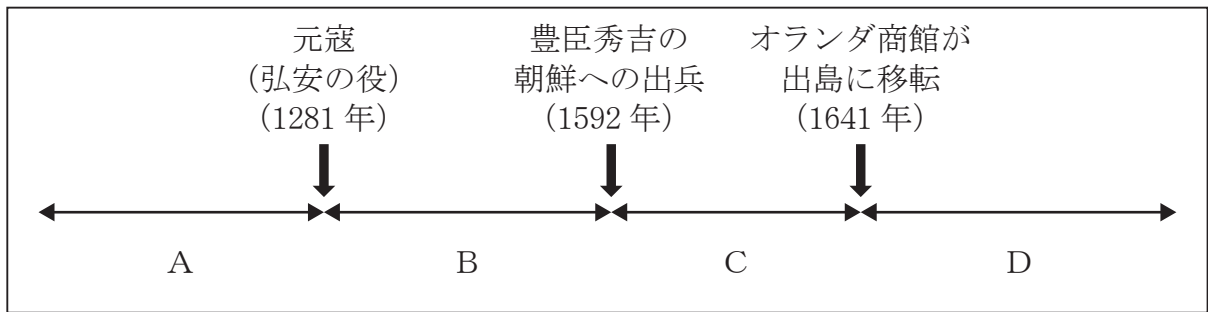 元寇
(弘安の役)
(1281 年)
豊臣秀吉の
朝鮮への出兵
(1592 年)
オランダ商館が
出島に移転
(1641 年)
A
B
C
D